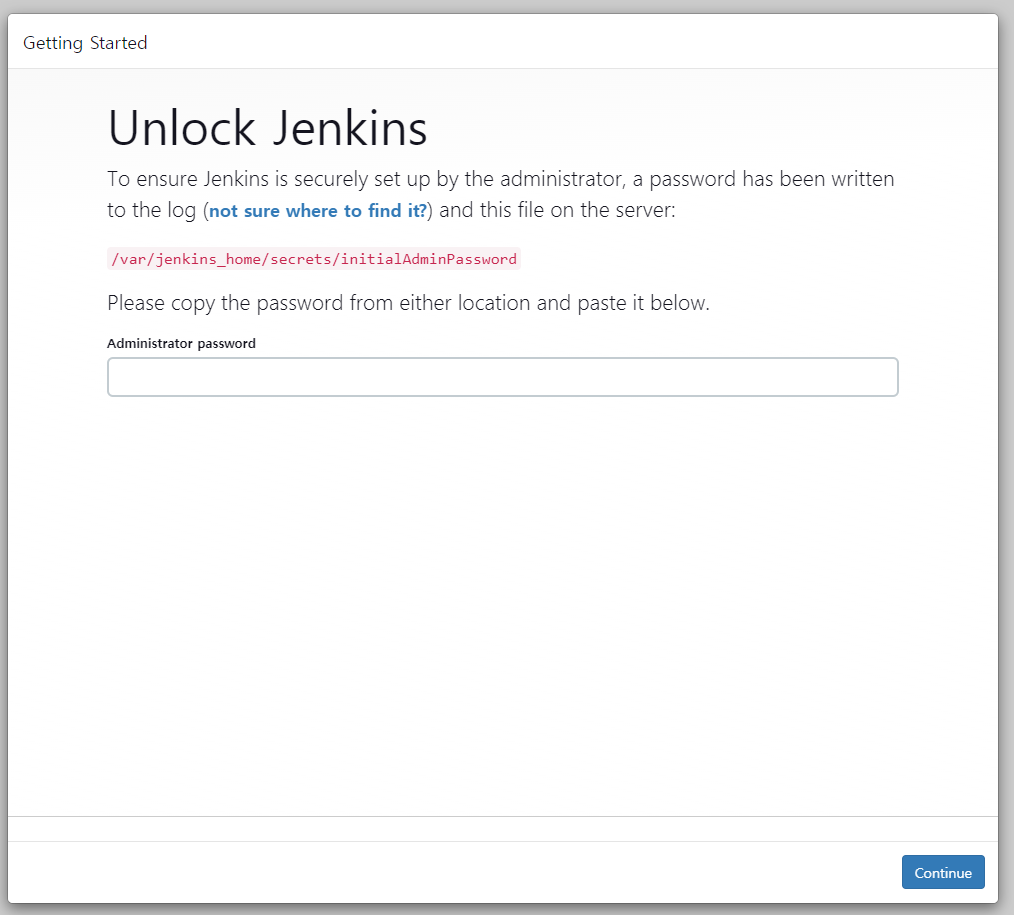 Getting Started
Unlock Jenkins
To ensure Jenkins is securely set up by the administrator, a password has been written
to the log (not sure where to find it?) and this file on the server:
/var/jenkins_home/secrets/initialAdminPassword
Please copy the password from either location and paste it below.
Administrator password
Continue